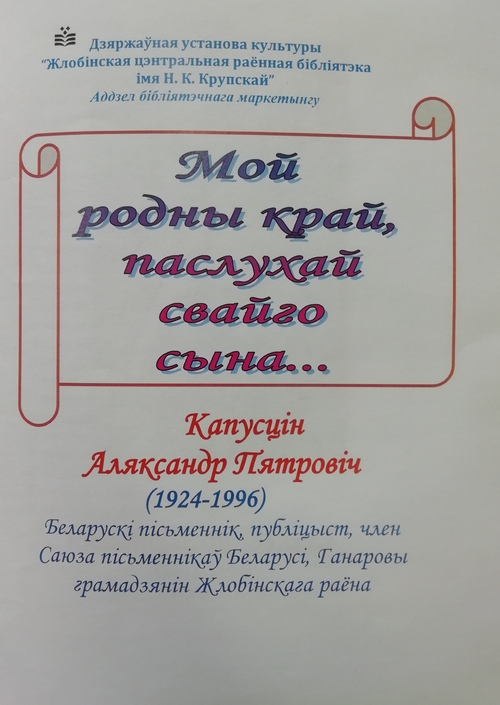 Дзяржаўная установа культуры
"Жлобінская цэнтральная раённая бібліятэка
імя Н. К. Крупскай"
Аддзел бібліятэчнага маркетынгу
Мой
родны край,
паслухай
свайго
сына...
Капусцін
Аляксандр Пятровіч
(1924-1996)
Беларускі пісьменнік, публіцыст, член
Саюза пісьменнікаў Беларусі, Ганаровы
грамадзянін Жлобінскага раёна